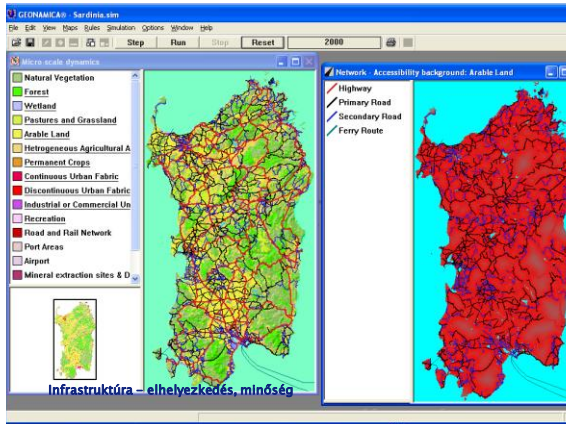 GEONAMICA® - Sardinia.sim
File Edit View Maps Rules Simulation Options Window Help
Step Run Stop Reset 2000
Micro scale dynamics
Natural Vegetation
Forest
Wetland
Pastures and Grassland
Arable Land
Hetrogeneous Agricultural A
Permanent Crops
Continuous Urban Fabric
Discontinuous Urban Fabric
Industrial or Commercial Un
Recreation
Road and Rail Network
Port Areas
Airport
Mineral extraction sites & D
Network - Accessibility background: Arable Land
Highway
Primary Road
Secondary Road
Ferry Route
Infrastruktúra – elhelyezkedés, minőség